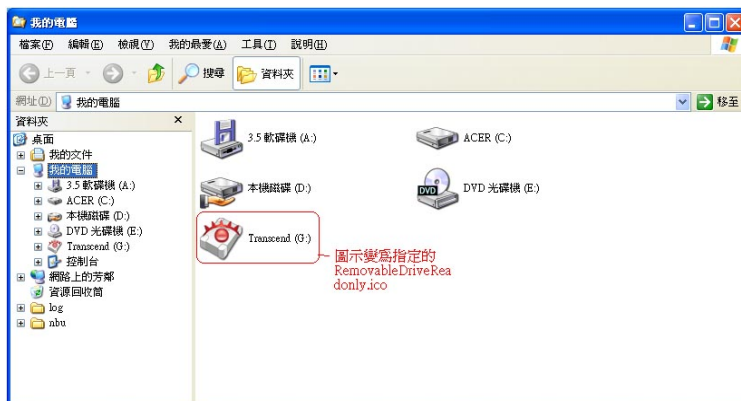 我的電腦
檔案(F) 編輯(E) 檢視(V) 我的最愛(A) 工具(T) 說明(H)
上一頁 搜尋 資料夾
網址(D) 我的電腦 移至
資料夾
桌面
我的文件
我的電腦
3.5 軟碟機 (A:)
ACER (C:)
本機磁碟 (D:)
DVD 光碟機 (E:)
Transcend (G:)
控制台
網路上的芳鄰
資源回收筒
log
nbu
3.5 軟碟機 (A:)
ACER (C:)
本機磁碟 (D:)
DVD
DVD 光碟機 (E:)
Transcend (G:)
圖示變為指定的
RemovableDriveRea
donly.ico